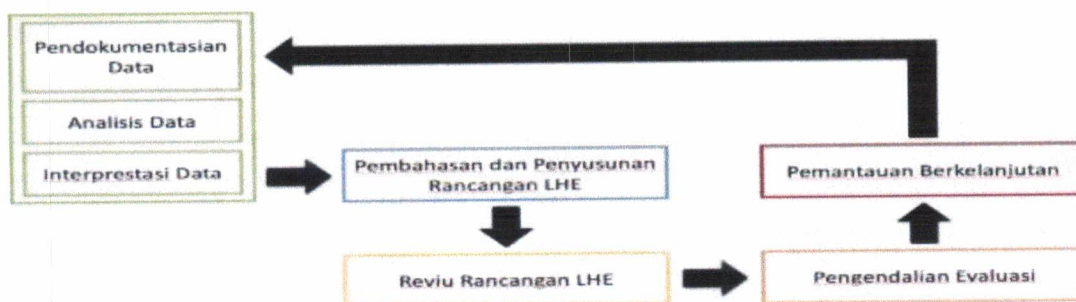 Pendokumentasian
Data
Analisis Data
Interprestasi Data
Pembahasan dan Penyusunan
Rancangan LHE
Pemantauan Berkelanjutan
Reviu Rancangan LHE
Pengendalian Evaluasi